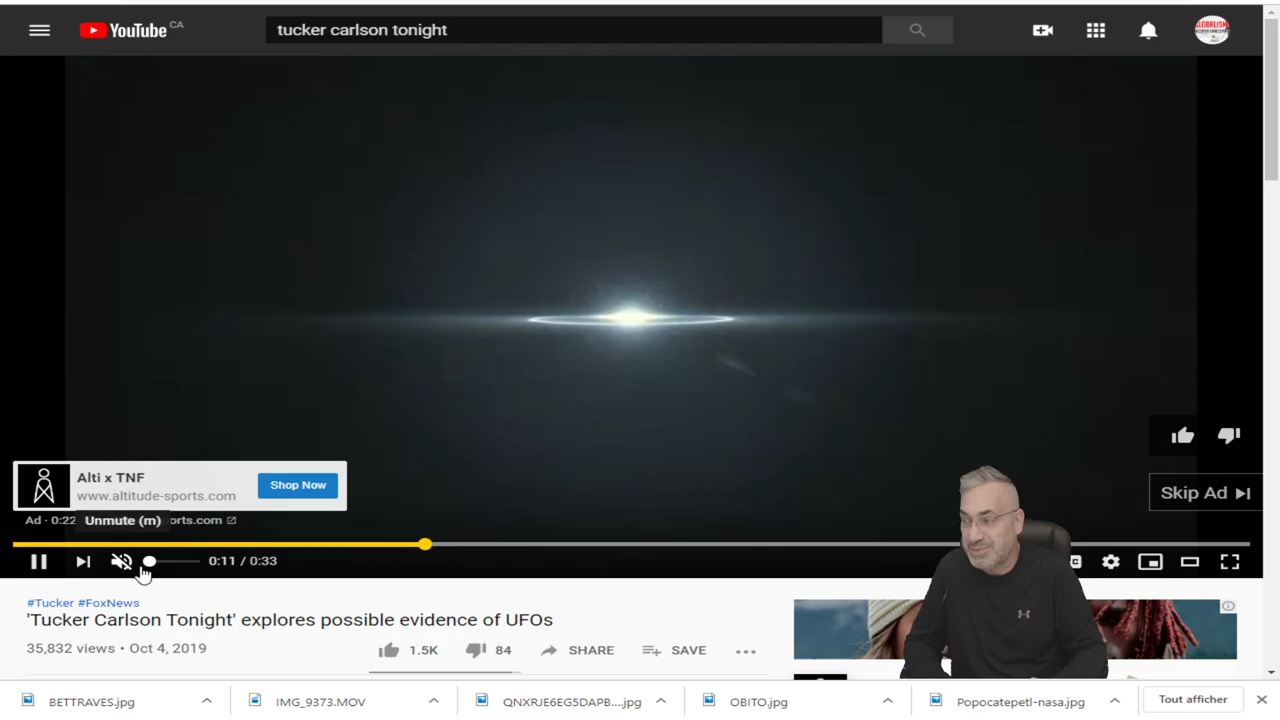 YouTube CA
tucker carlson tonight
Alti x TNF
www.altitude-sports.com
Shop Now
Skip Ad
Ad · 0:22
Unmute (m)
orts.com
0:11 / 0:33
#Tucker #FoxNews
'Tucker Carlson Tonight' explores possible evidence of UFOs
35,832 views • Oct 4, 2019
1.5K
84
SHARE
SAVE
BETTRAVES.jpg
IMG_9373.MOV
QNXRJE6EG5DAPB....jpg
OBITO.jpg
Popocatepetl-nasa.jpg
Tout afficher